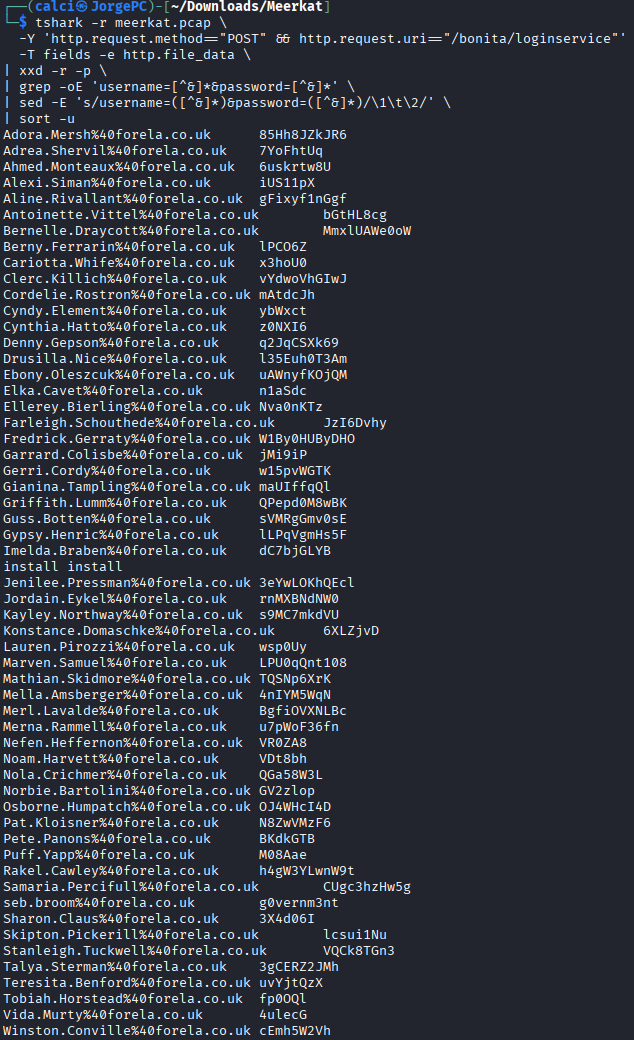 ┌──(calci㉿JorgePC)-[~/Downloads/Meerkat]
└─$ tshark -r meerkat.pcap \
-Y 'http.request.method=="POST" && http.request.uri=="/bonita/loginservice"'
-T fields -e http.file_data \
| xxd -r -p \
| grep -oE 'username=[^&]*&password=[^&]*' \
| sed -E 's/username=([^&]*)&password=([^&]*)/\1\t\2/' \
| sort -u
Adora.Mersh%40forela.co.uk 85Hh8JZkJR6
Adrea.Shervil%40forela.co.uk 7YoFhtUq
Ahmed.Monteaux%40forela.co.uk 6uskrtw8U
Alexi.Siman%40forela.co.uk iUS11pX
Aline.Rivallant%40forela.co.uk gFixyf1nGgf
Antoinette.Vittel%40forela.co.uk bGtHL8cg
Bernelle.Draycott%40forela.co.uk MmxlUAWe0oW
Berny.Ferrarin%40forela.co.uk lPCO6Z
Cariotta.Whife%40forela.co.uk x3hoU0
Clerc.Killich%40forela.co.uk vYdwoVhGIwJ
Cordelie.Rostron%40forela.co.uk mAtdcJh
Cyndy.Element%40forela.co.uk ybWxct
Cynthia.Hatto%40forela.co.uk z0NXI6
Denny.Gepson%40forela.co.uk q2JqCSXk69
Drusilla.Nice%40forela.co.uk l35Euh0T3Am
Ebony.Oleszcuk%40forela.co.uk uAWnyfKOjQM
Elka.Cavet%40forela.co.uk n1aSdc
Ellerey.Bierling%40forela.co.uk Nva0nKTz
Farleigh.Schouthede%40forela.co.uk JzI6Dvhy
Fredrick.Gerraty%40forela.co.uk W1By0HUByDHO
Garrard.Colisbe%40forela.co.uk jMi9iP
Gerri.Cordy%40forela.co.uk w15pvWGTK
Gianina.Tampling%40forela.co.uk maUIffqQl
Griffith.Lumm%40forela.co.uk QPepd0M8wBK
Guss.Botten%40forela.co.uk sVMRgGmv0sE
Gypsy.Henric%40forela.co.uk lLPqVgmHs5F
Imelda.Braben%40forela.co.uk dC7bjGLYB
install install
Jenilee.Pressman%40forela.co.uk 3eYwLOKhQEcl
Jordain.Eykel%40forela.co.uk rnMXBNdNW0
Kayley.Northway%40forela.co.uk s9MC7mkdVU
Konstance.Domaschke%40forela.co.uk 6XLZjvD
Lauren.Pirozzi%40forela.co.uk wsp0Uy
Marven.Samuel%40forela.co.uk LPU0qQnt108
Mathian.Skidmore%40forela.co.uk TQSNp6XrK
Mella.Amsberger%40forela.co.uk 4nIYM5WqN
Merl.Lavalde%40forela.co.uk BgfiOVXNLBc
Merna.Rammell%40forela.co.uk u7pWoF36fn
Nefen.Heffernon%40forela.co.uk VR0ZA8
Noam.Harvett%40forela.co.uk VDt8bh
Nola.Crichmer%40forela.co.uk QGa58W3L
Norbie.Bartolini%40forela.co.uk GV2zlop
Osborne.Humpatch%40forela.co.uk OJ4WHcI4D
Pat.Kloisner%40forela.co.uk N8ZwVMzF6
Pete.Panons%40forela.co.uk BKdkGTB
Puff.Yapp%40forela.co.uk M08Aae
Rakel.Cawley%40forela.co.uk h4gW3YLwnW9t
Samaria.Percifull%40forela.co.uk CUgc3hzHw5g
seb.broom%40forela.co.uk g0vernm3nt
Sharon.Claus%40forela.co.uk 3X4d06I
Skipton.Pickerill%40forela.co.uk lcsui1Nu
Stanleigh.Tuckwell%40forela.co.uk VQCk8TGn3
Talya.Sterman%40forela.co.uk 3gCERZ2JMh
Teresita.Benford%40forela.co.uk uvYjtQzX
Tobiah.Horstead%40forela.co.uk fp0OQl
Vida.Murty%40forela.co.uk 4ulecG
Winston.Conville%40forela.co.uk cEmh5W2Vh